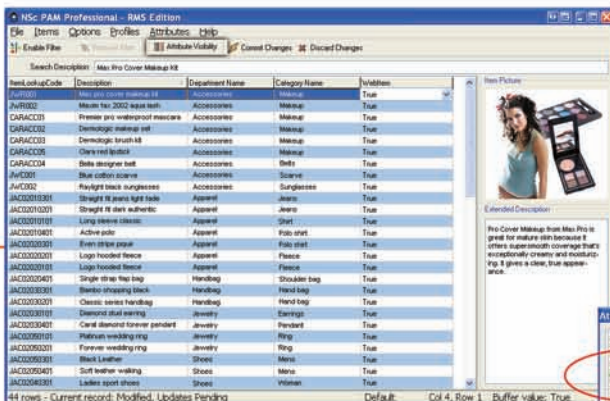 NSc PAM Professional - RMS Edition
File Items Options Profiles Attributes Help
Enable Filter Attribute Visibility Commit Changes Discard Changes
Search Description Max Pro Cover Makeup Kit
ItemLookupCode Description Department Name Category Name WebItem
JWR001 Max pro cover makeup kit Accessories Makeup True
JWR002 Maxim fax 2002 aqua lash Accessories Makeup True
CARACC01 Premier pro waterproof mascara Accessories Makeup True
CARACC02 Dermologic makeup set Accessories Makeup True
CARACC03 Dermologic brush kit Accessories Makeup True
CARACC05 Clara red lipstick Accessories Makeup True
CARACC04 Bella designer belt Accessories Belts True
JWC001 Blue cotton scarve Accessories Scarve True
JWC002 Raylight black sunglasses Accessories Sunglasses True
JAC02010301 Straight fit jeans light fade Apparel Jeans True
JAC02010201 Straight fit dark authentic Apparel Jeans True
JAC02010101 Long sleeve classic Apparel Shirt True
JAC02010401 Active polo Apparel Polo shirt True
JAC02020301 Even stripe pique Apparel Polo shirt True
JAC02020201 Logo hooded fleece Apparel Fleece True
JAC02020101 Logo hooded fleece Apparel Fleece True
JAC02020401 Single strap flap bag Handbag Shoulder bag True
JAC02030301 Bambo shopping black Handbag Hand bag True
JAC02030201 Classic series handbag Handbag Hand bag True
JAC02030101 Diamond stud earring Jewelry Earrings True
JAC02030401 Carat diamond forever pendant Jewelry Pendant True
JAC02050101 Platinum wedding ring Jewelry Ring True
JAC02050201 Forever wedding ring Jewelry Ring True
JAC02050301 Black Leather Shoes Mens True
JAC02050401 Soft leather walking Shoes Mens True
JAC02040301 Ladies sport shoes Shoes Woman True
44 rows - Current record: Modified, Updates Pending Default Col 4, Row 1 Buffer value: True
Item Picture
Extended Description
Pro Cover Makeup from Max Pro is
great for mature skin because it
offers supersmooth coverage that's
exceptionally creamy and moisturiz-
ing. It gives a clear, true appear-
ance.
At